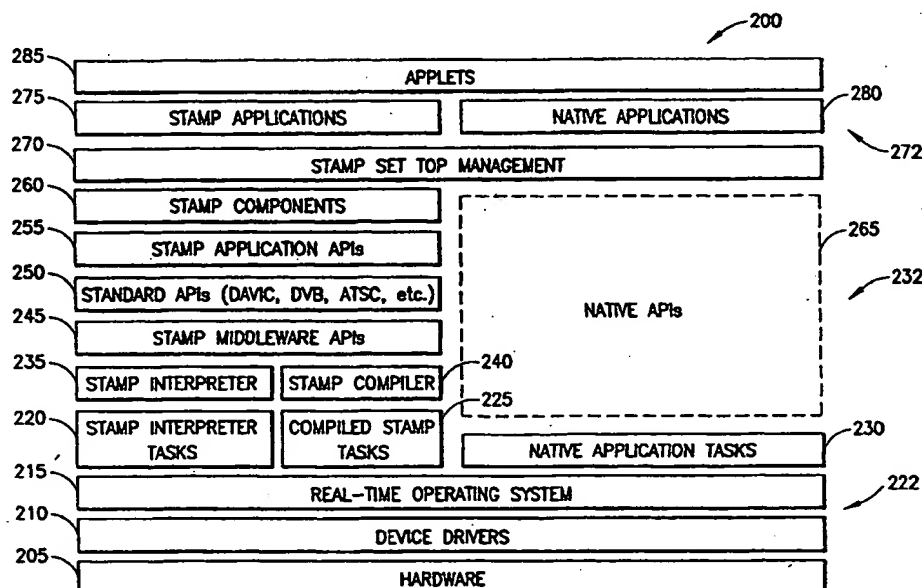 200
285
APPLETS
275
STAMP APPLICATIONS
NATIVE APPLICATIONS
280
272
270
STAMP SET TOP MANAGEMENT
260
STAMP COMPONENTS
255
STAMP APPLICATION APIs
265
250
STANDARD APIs (DAVIC, DVB, ATSC, etc.)
232
NATIVE APIs
245
STAMP MIDDLEWARE APIs
235
STAMP INTERPRETER
STAMP COMPILER
240
220
STAMP INTERPRETER
TASKS
COMPILED STAMP
TASKS
225
NATIVE APPLICATION TASKS
230
215
REAL-TIME OPERATING SYSTEM
222
210
DEVICE DRIVERS
205
HARDWARE